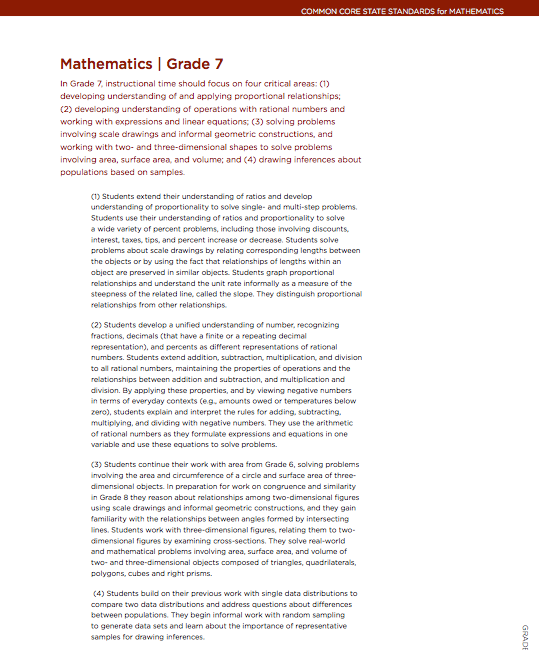 COMMON CORE STATE STANDARDS for MATHEMATICS
Mathematics | Grade 7
In Grade 7, instructional time should focus on four critical areas: (1)
developing understanding of and applying proportional relationships;
(2) developing understanding of operations with rational numbers and
working with expressions and linear equations; (3) solving problems
involving scale drawings and informal geometric constructions, and
working with two- and three-dimensional shapes to solve problems
involving area, surface area, and volume; and (4) drawing inferences about
populations based on samples.
(1) Students extend their understanding of ratios and develop
understanding of proportionality to solve single- and multi-step problems.
Students use their understanding of ratios and proportionality to solve
a wide variety of percent problems, including those involving discounts,
interest, taxes, tips, and percent increase or decrease. Students solve
problems about scale drawings by relating corresponding lengths between
the objects or by using the fact that relationships of lengths within an
object are preserved in similar objects. Students graph proportional
relationships and understand the unit rate informally as a measure of the
steepness of the related line, called the slope. They distinguish proportional
relationships from other relationships.
(2) Students develop a unified understanding of number, recognizing
fractions, decimals (that have a finite or a repeating decimal
representation), and percents as different representations of rational
numbers. Students extend addition, subtraction, multiplication, and division
to all rational numbers, maintaining the properties of operations and the
relationships between addition and subtraction, and multiplication and
division. By applying these properties, and by viewing negative numbers
in terms of everyday contexts (e.g., amounts owed or temperatures below
zero), students explain and interpret the rules for adding, subtracting,
multiplying, and dividing with negative numbers. They use the arithmetic
of rational numbers as they formulate expressions and equations in one
variable and use these equations to solve problems.
(3) Students continue their work with area from Grade 6, solving problems
involving the area and circumference of a circle and surface area of three-
dimensional objects. In preparation for work on congruence and similarity
in Grade 8 they reason about relationships among two-dimensional figures
using scale drawings and informal geometric constructions, and they gain
familiarity with the relationships between angles formed by intersecting
lines. Students work with three-dimensional figures, relating them to two-
dimensional figures by examining cross-sections. They solve real-world
and mathematical problems involving area, surface area, and volume of
two- and three-dimensional objects composed of triangles, quadrilaterals,
polygons, cubes and right prisms.
(4) Students build on their previous work with single data distributions to
compare two data distributions and address questions about differences
between populations. They begin informal work with random sampling
to generate data sets and learn about the importance of representative
samples for drawing inferences.
GRADE